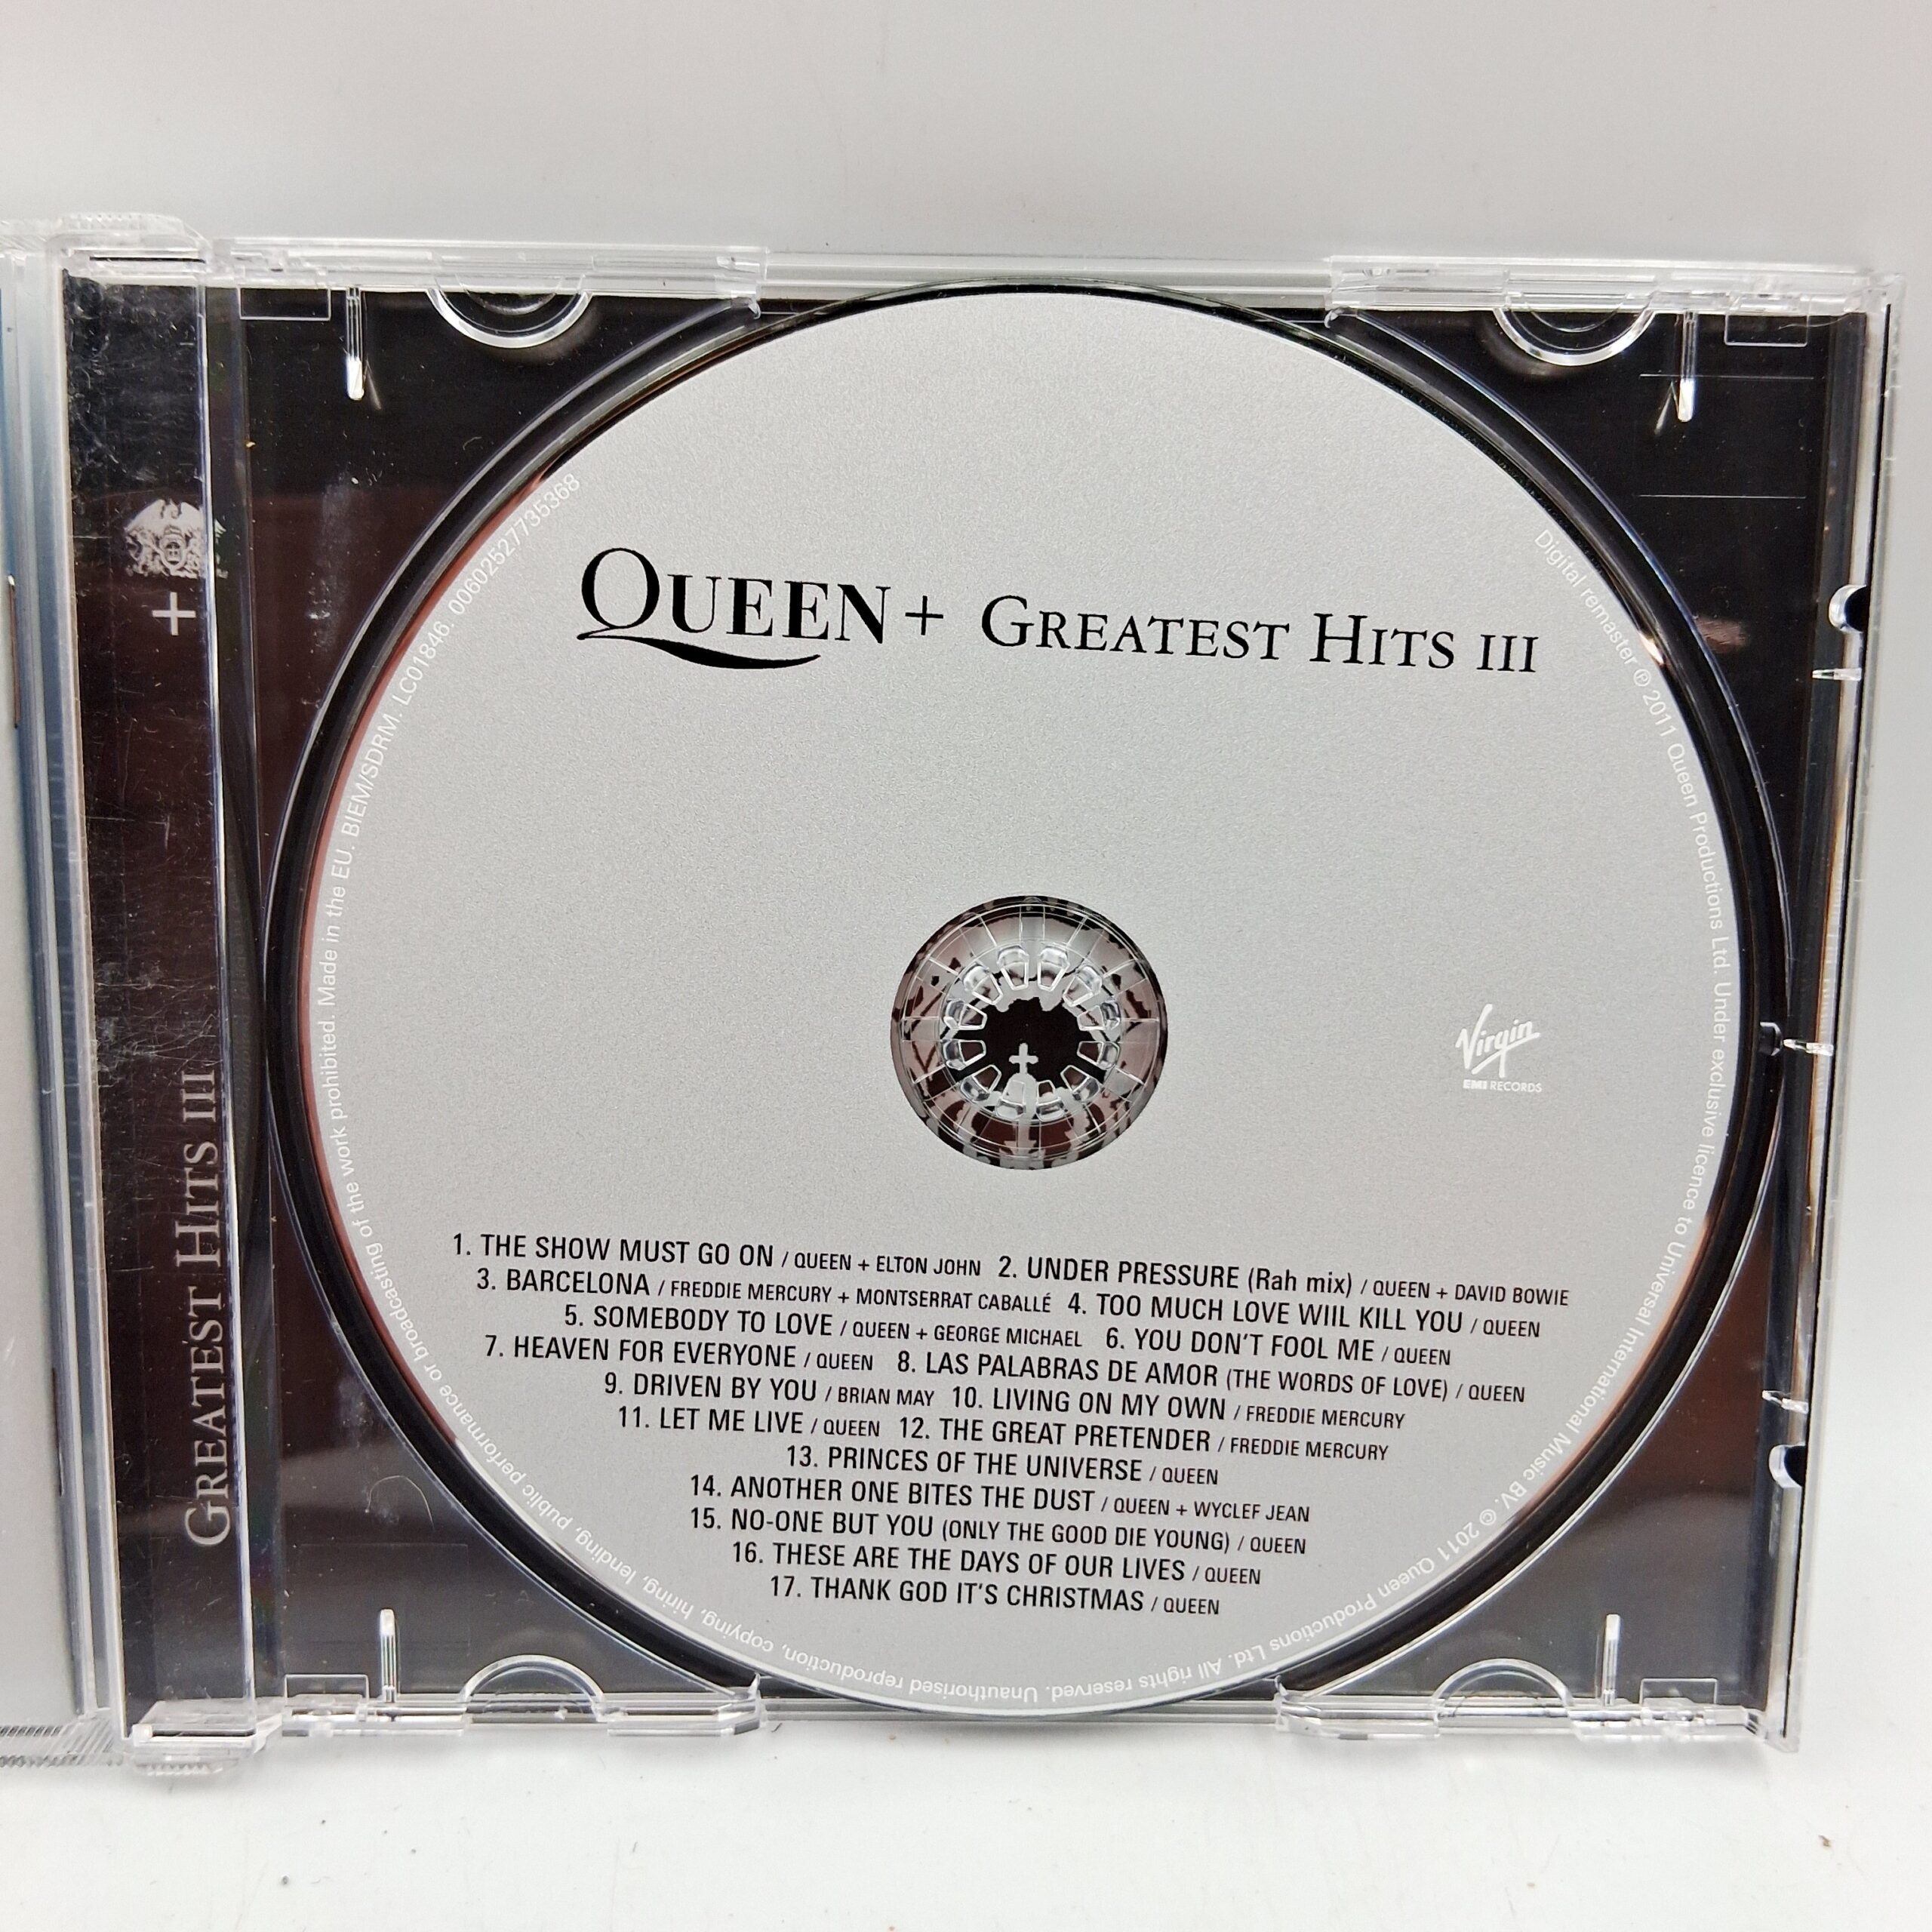 QUEEN + GREATEST HITS III
1. THE SHOW MUST GO ON / QUEEN + ELTON JOHN 2. UNDER PRESSURE (Rah mix) / QUEEN + DAVID BOWIE
3. BARCELONA / FREDDIE MERCURY + MONTSERRAT CABALLÉ 4. TOO MUCH LOVE WIIL KILL YOU / QUEEN
5. SOMEBODY TO LOVE / QUEEN + GEORGE MICHAEL 6. YOU DON'T FOOL ME / QUEEN
7. HEAVEN FOR EVERYONE / QUEEN 8. LAS PALABRAS DE AMOR (THE WORDS OF LOVE) / QUEEN
9. DRIVEN BY YOU / BRIAN MAY 10. LIVING ON MY OWN / FREDDIE MERCURY
11. LET ME LIVE / QUEEN 12. THE GREAT PRETENDER / FREDDIE MERCURY
13. PRINCES OF THE UNIVERSE / QUEEN
14. ANOTHER ONE BITES THE DUST / QUEEN + WYCLEF JEAN
15. NO-ONE BUT YOU (ONLY THE GOOD DIE YOUNG) / QUEEN
16. THESE ARE THE DAYS OF OUR LIVES / QUEEN
17. THANK GOD IT'S CHRISTMAS / QUEEN
Virgin
EMI RECORDS
Digital remaster ℗ 2011 Queen Productions Ltd. Under exclusive licence to Universal International Music BV. © 2011 Queen Productions Ltd. All rights reserved. Unauthorised reproduction, copying, hiring, lending, public performance or broadcasting of the work prohibited. Made in the EU. BIEM/SDRM. LC01846. 00602527735368
+
GREATEST HITS III